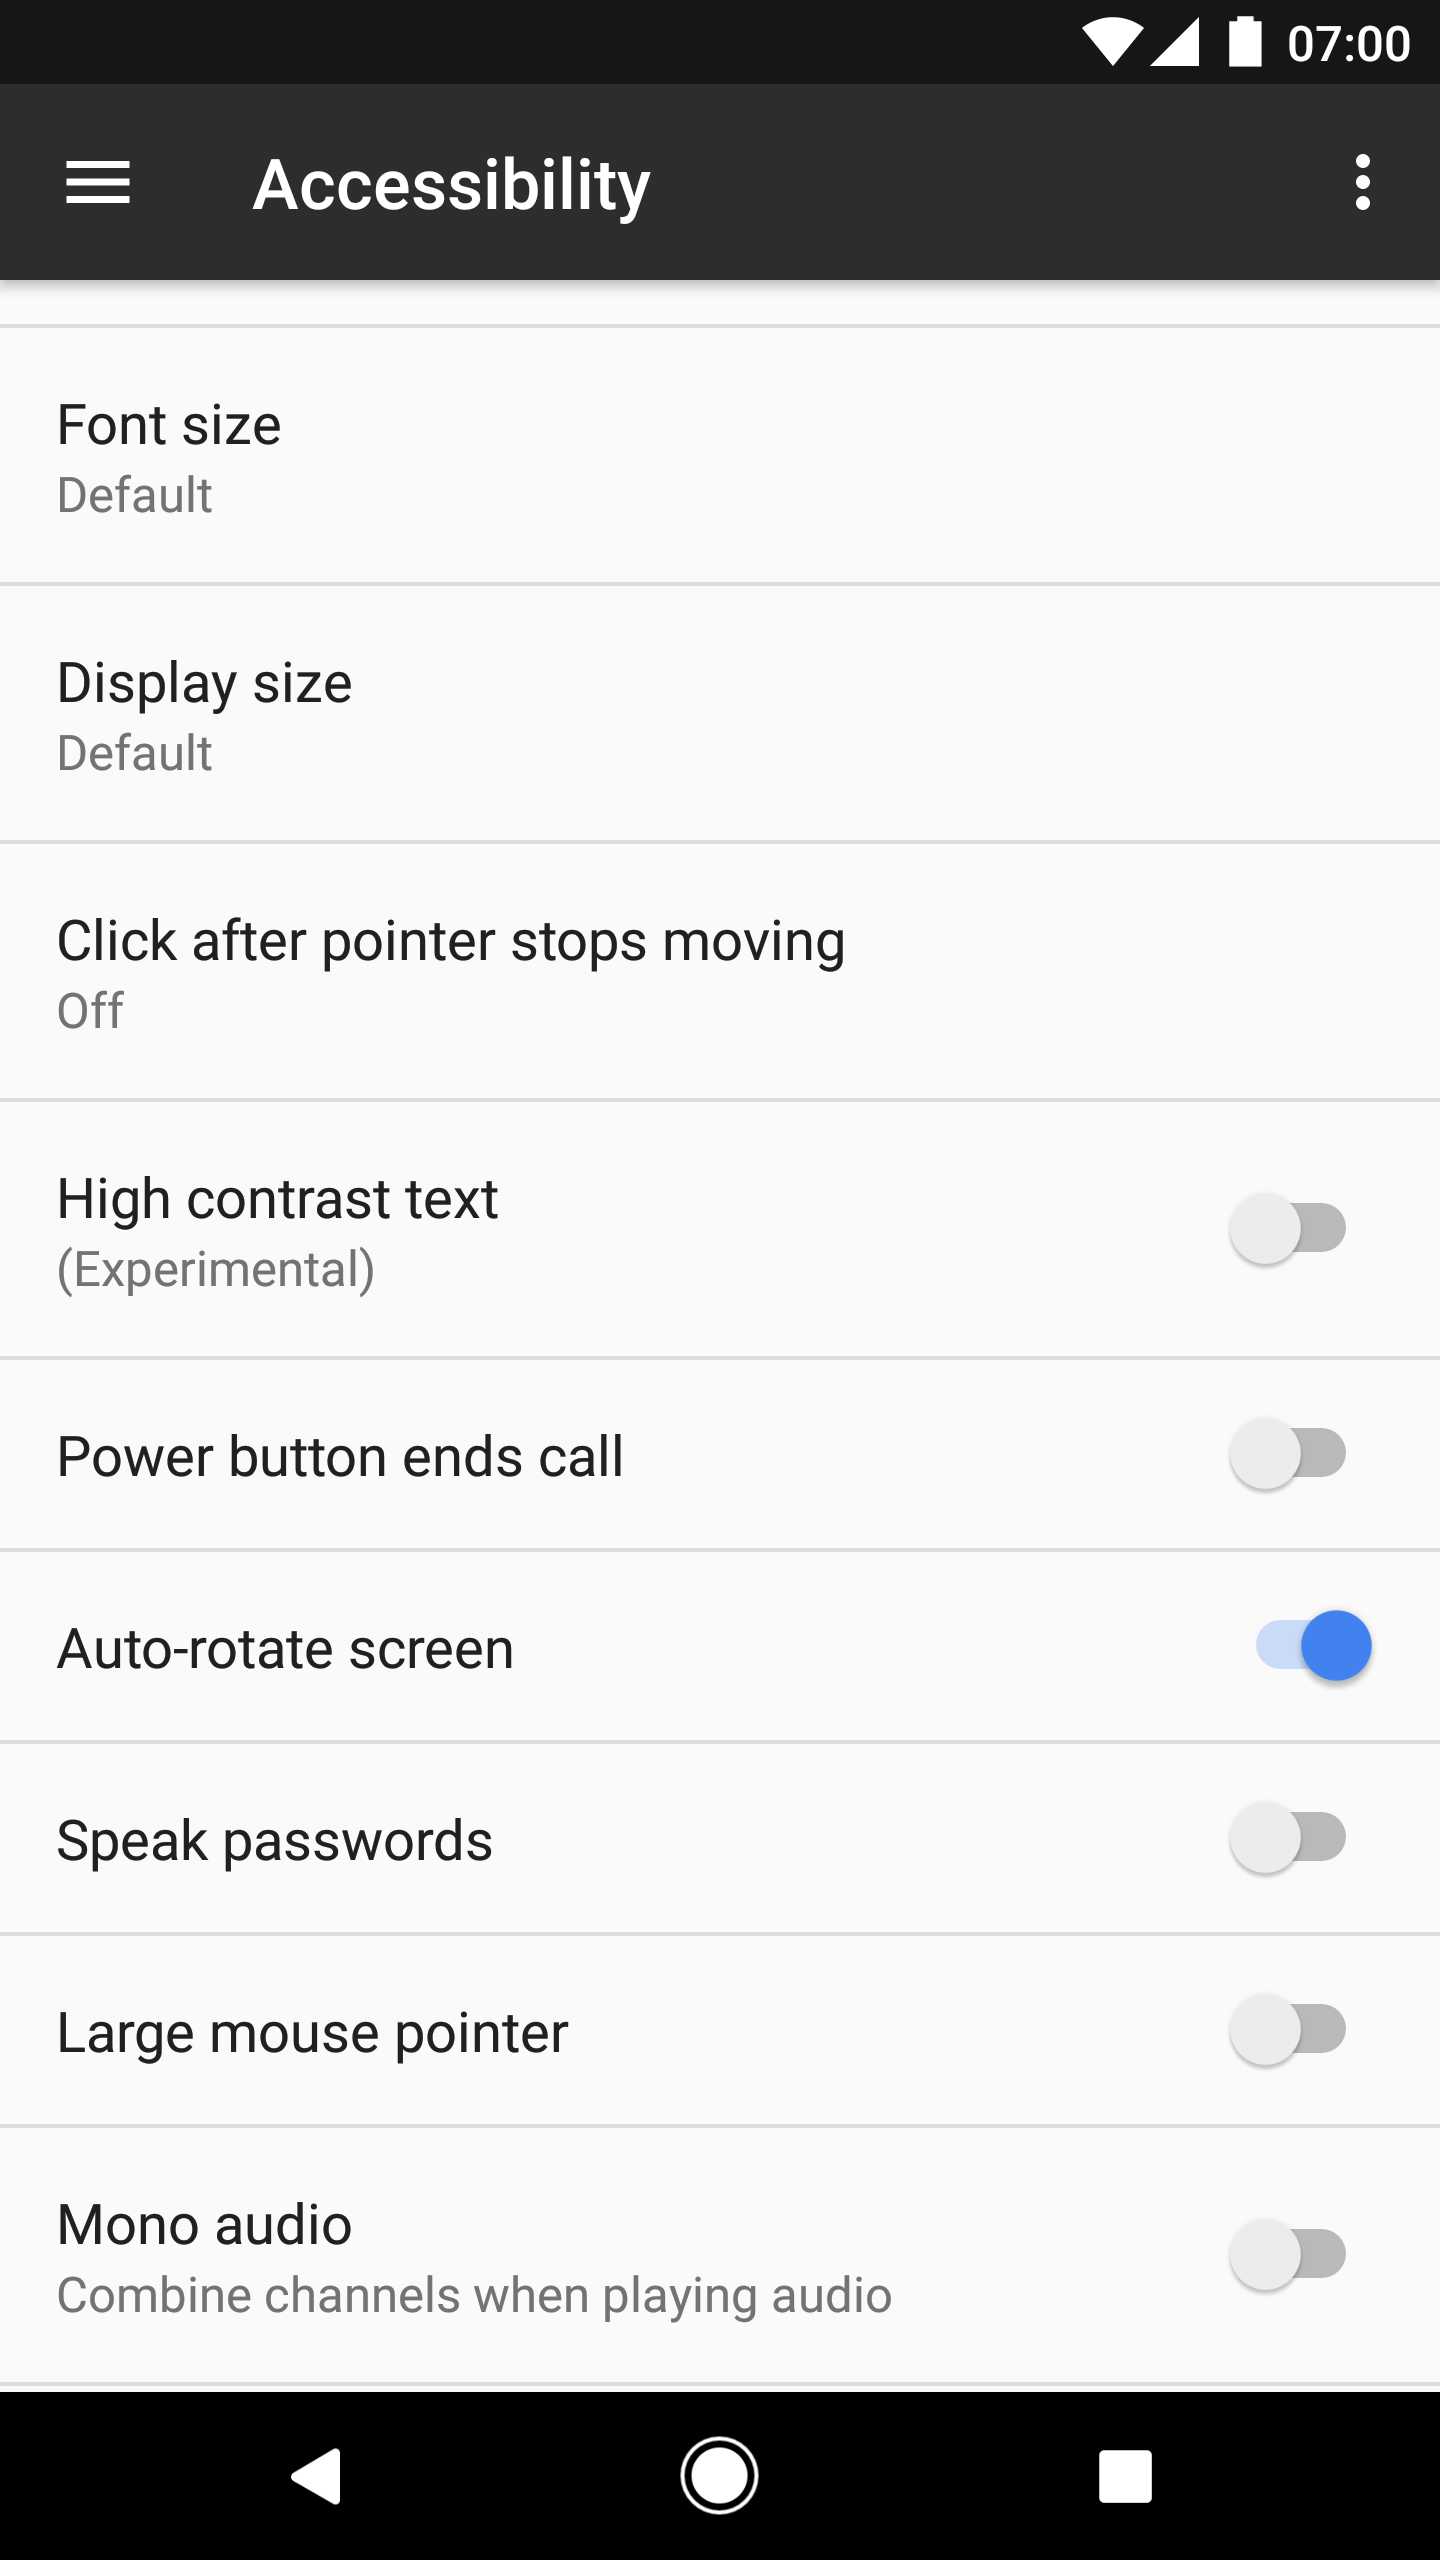 07:00
Accessibility
Font size
Default
Display size
Default
Click after pointer stops moving
Off
High contrast text
(Experimental)
Power button ends call
Auto-rotate screen
Speak passwords
Large mouse pointer
Mono audio
Combine channels when playing audio